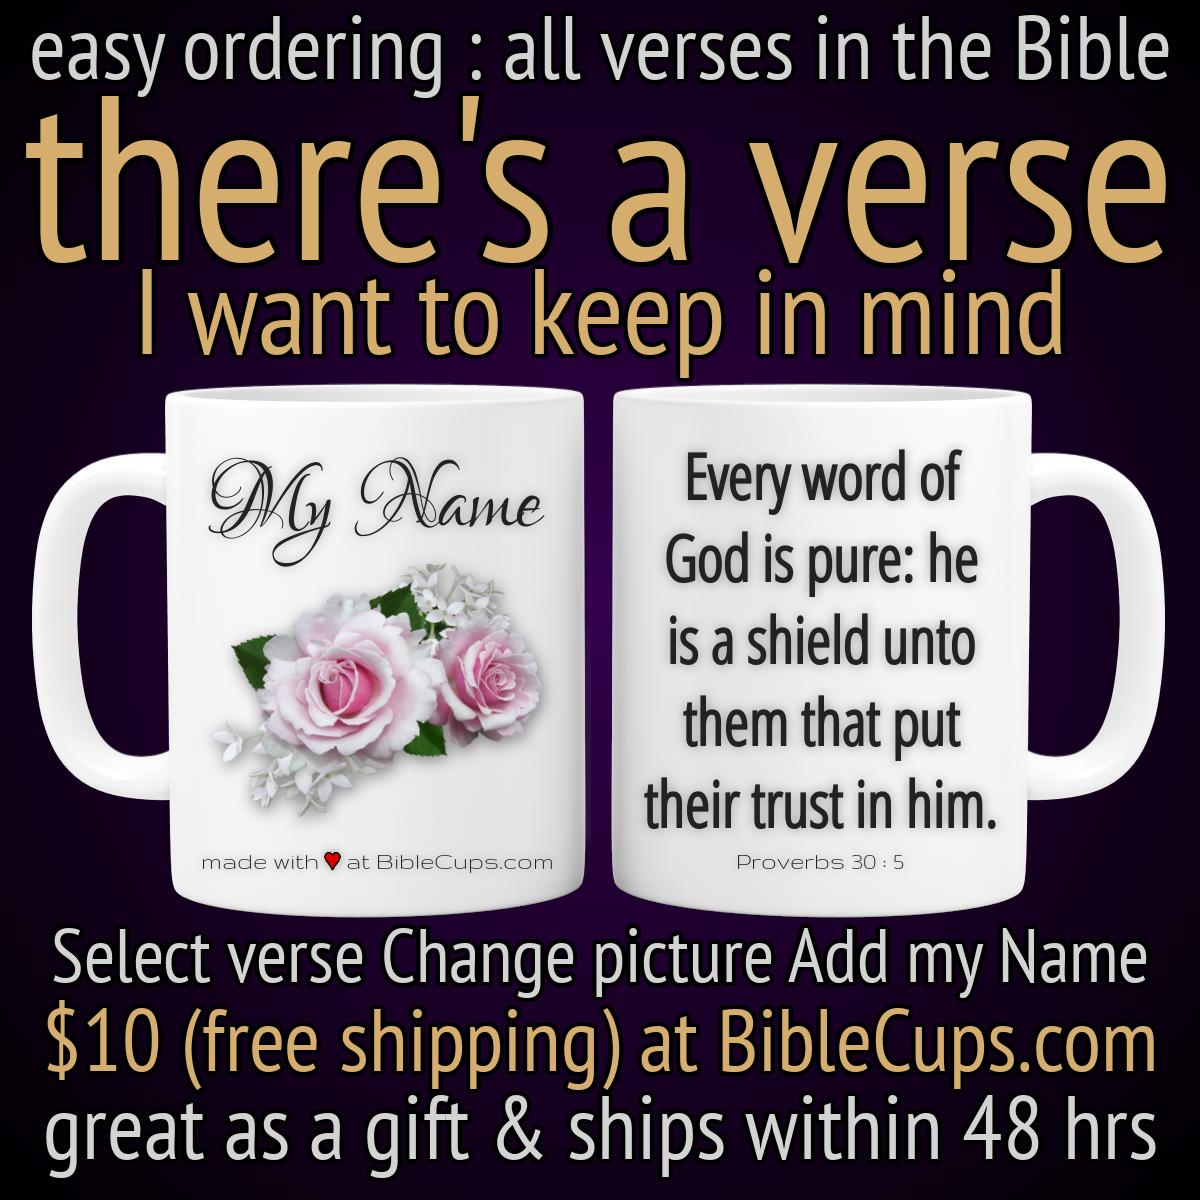 easy ordering : all verses in the Bible
there's a verse
I want to keep in mind
My Name
made with ♥ at BibleCups.com
Every word of
God is pure: he
is a shield unto
them that put
their trust in him.
Proverbs 30 : 5
Select verse Change picture Add my Name
$10 (free shipping) at BibleCups.com
great as a gift & ships within 48 hrs